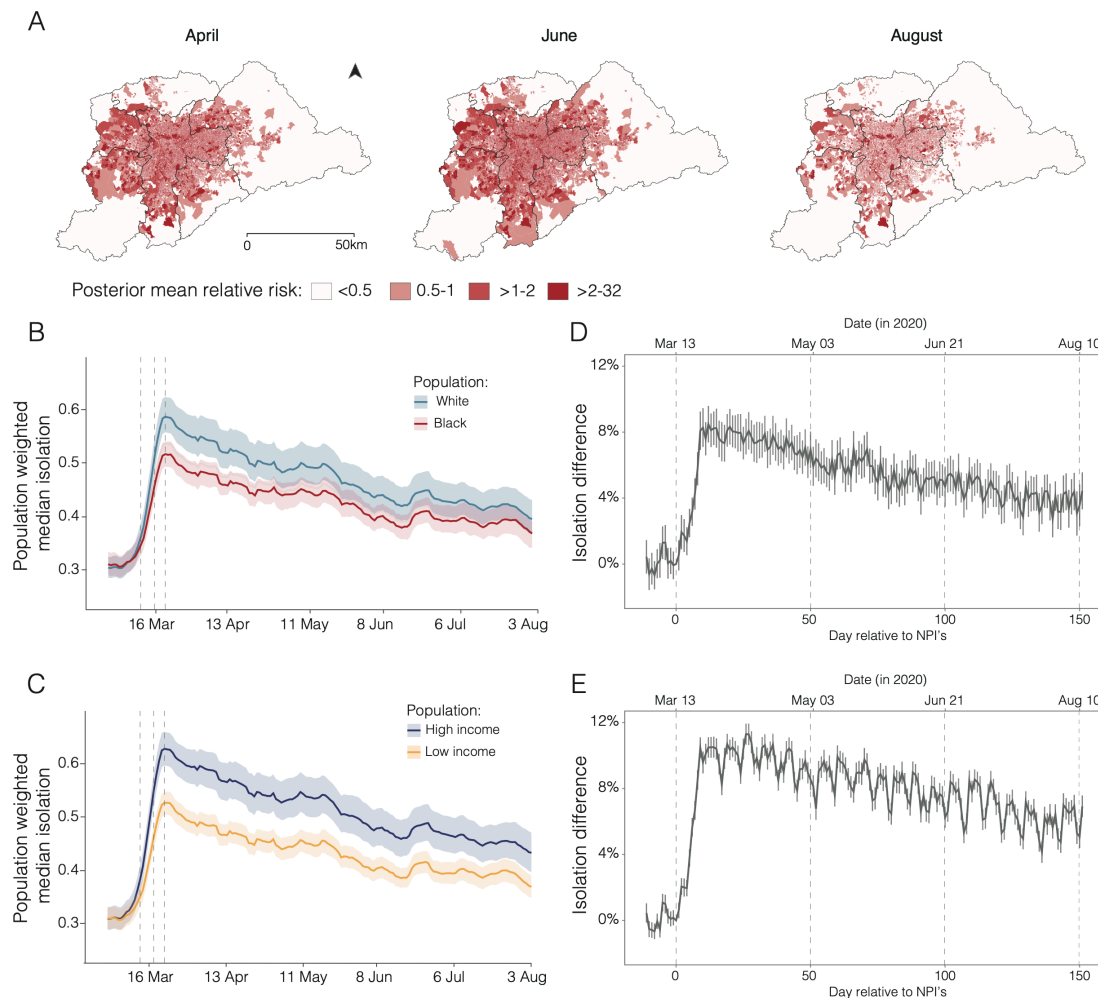 A
April
June
August
0
50km
Posterior mean relative risk:
<0.5
0.5-1
>1-2
>2-32
B
Population weighted
median isolation
0.6
0.5
0.4
0.3
Population:
White
Black
16 Mar
13 Apr
11 May
8 Jun
6 Jul
3 Aug
D
Date (in 2020)
Mar 13
May 03
Jun 21
Aug 10
Isolation difference
12%
8%
4%
0%
0
50
100
150
Day relative to NPI's
C
Population weighted
median isolation
0.6
0.5
0.4
0.3
Population:
High income
Low income
16 Mar
13 Apr
11 May
8 Jun
6 Jul
3 Aug
E
Date (in 2020)
Mar 13
May 03
Jun 21
Aug 10
Isolation difference
12%
8%
4%
0%
0
50
100
150
Day relative to NPI's